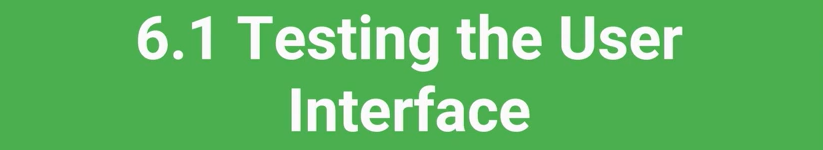 6.1 Testing the User
Interface